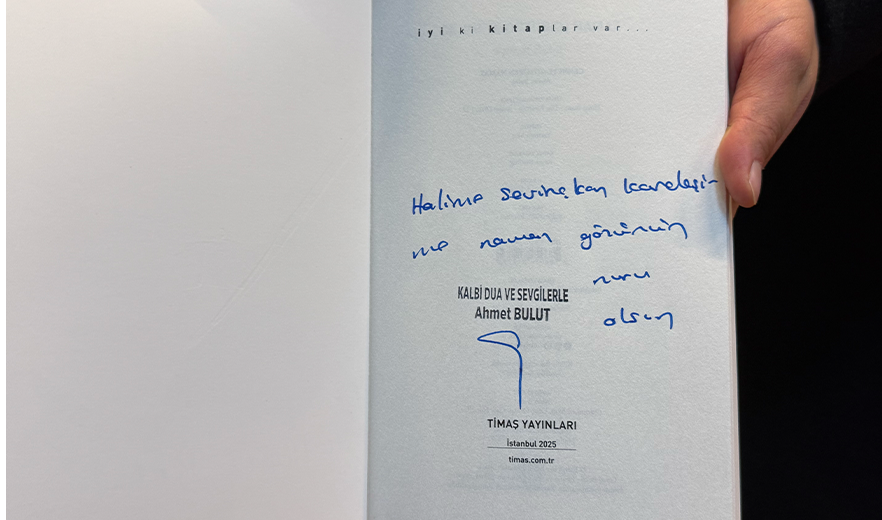 iyi ki kitaplar var...
Halime Sevinçkan kardeşi-
me namazın gözünün
nuru
KALBİ DUA VE SEVGİLERLE
Ahmet BULUT
olsun
TİMAŞ YAYINLARI
İstanbul 2025
timas.com.tr